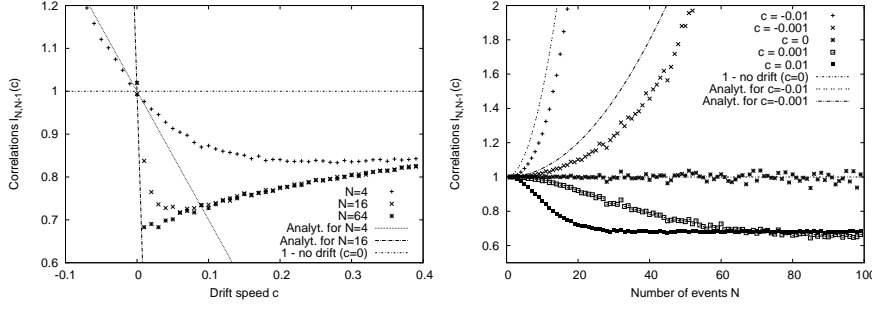 1.2
1.1
1
0.9
0.8
0.7
0.6
-0.1
0
0.1
0.2
0.3
0.4
Correlations I_{N,N-1}(c)
Drift speed c
N=4
N=16
N=64
Analyt. for N=4
Analyt. for N=16
1 - no drift (c=0)
2
1.8
1.6
1.4
1.2
1
0.8
0.6
0
20
40
60
80
100
Correlations I_{N,N-1}(c)
Number of events N
c = -0.01
c = -0.001
c = 0
c = 0.001
c = 0.01
1 - no drift (c=0)
Analyt. for c=-0.01
Analyt. for c=-0.001